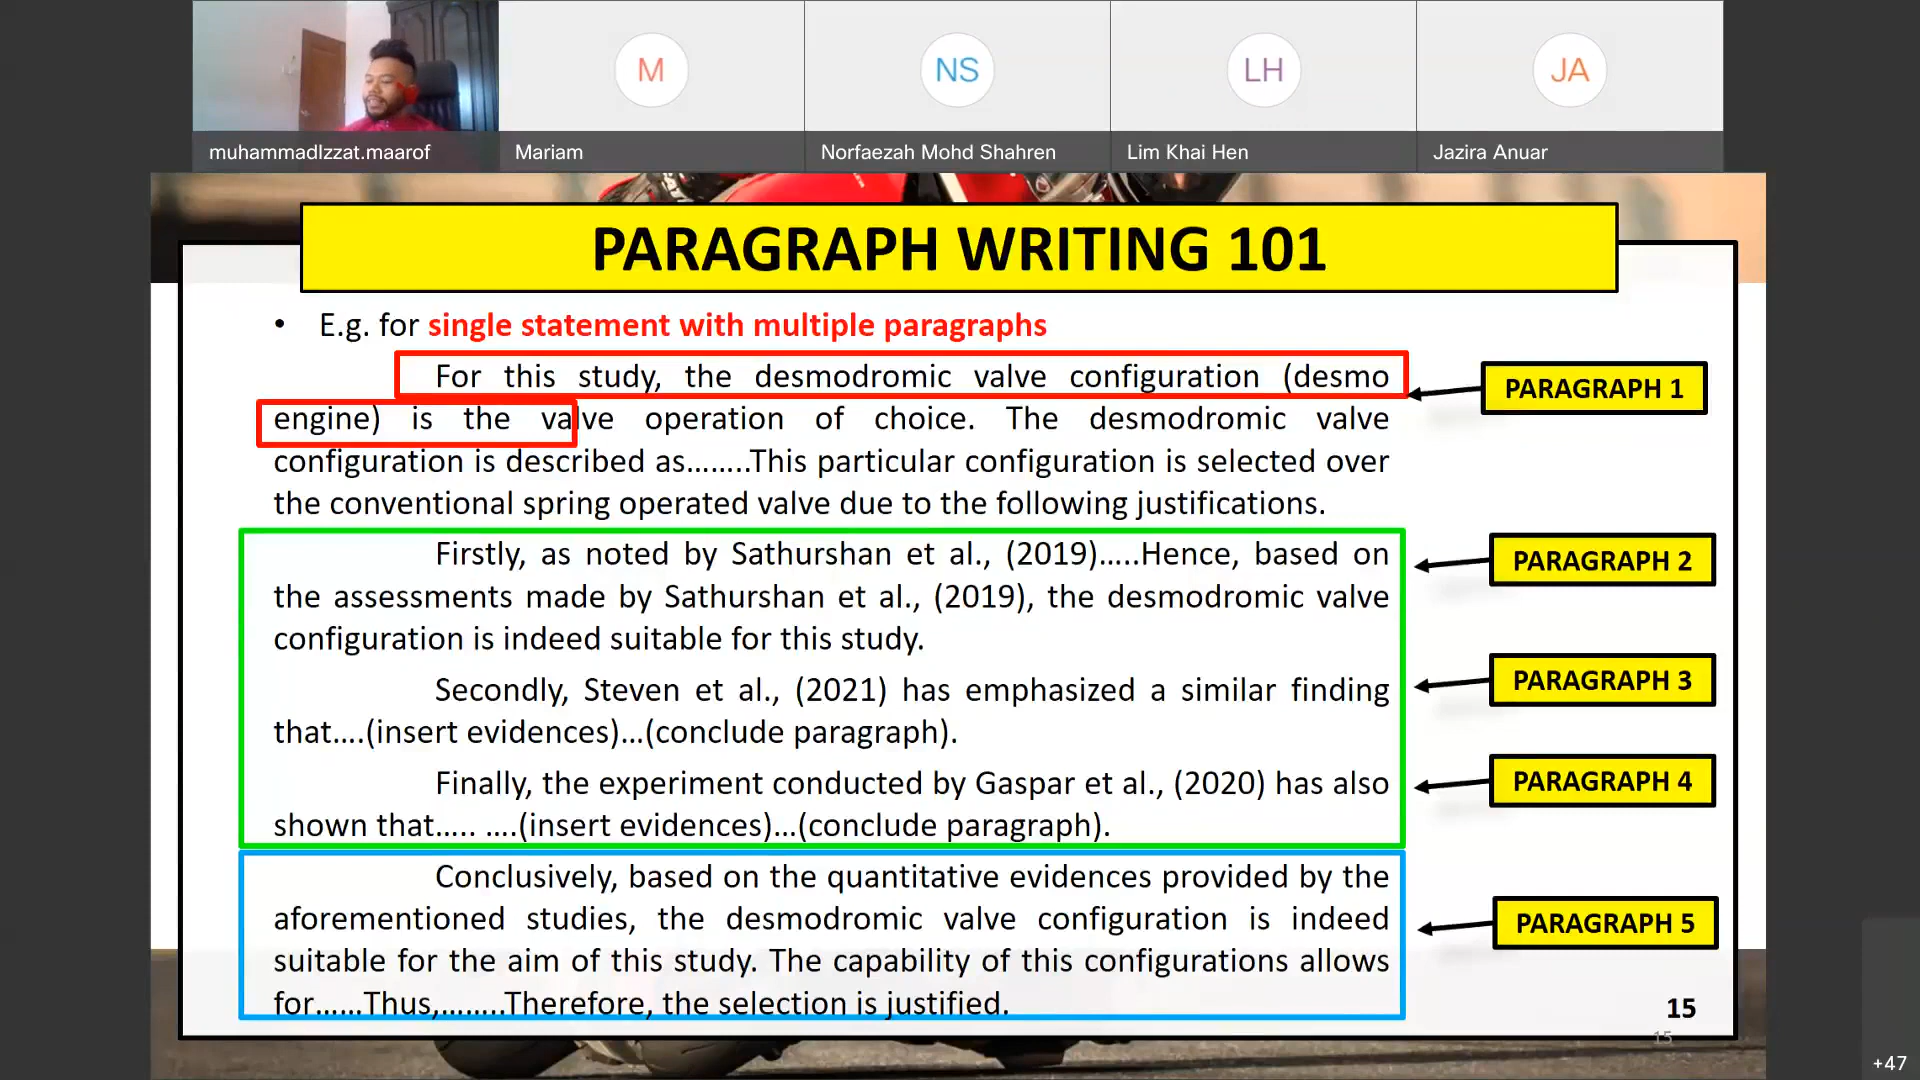 M
NS
LH
JA
muhammadIzzat.maarof
Mariam
Norfaezah Mohd Shahren
Lim Khai Hen
Jazira Anuar
PARAGRAPH WRITING 101
• E.g. for single statement with multiple paragraphs
For this study, the desmodromic valve configuration (desmo
engine) is the valve operation of choice. The desmodromic valve
configuration is described as........This particular configuration is selected over
the conventional spring operated valve due to the following justifications.
PARAGRAPH 1
Firstly, as noted by Sathurshan et al., (2019)…..Hence, based on
the assessments made by Sathurshan et al., (2019), the desmodromic valve
configuration is indeed suitable for this study.
PARAGRAPH 2
Secondly, Steven et al., (2021) has emphasized a similar finding
that….(insert evidences)…(conclude paragraph).
PARAGRAPH 3
Finally, the experiment conducted by Gaspar et al., (2020) has also
shown that….. ….(insert evidences)…(conclude paragraph).
PARAGRAPH 4
Conclusively, based on the quantitative evidences provided by the
aforementioned studies, the desmodromic valve configuration is indeed
suitable for the aim of this study. The capability of this configurations allows
for……Thus,……..Therefore, the selection is justified.
PARAGRAPH 5
15
15
+47